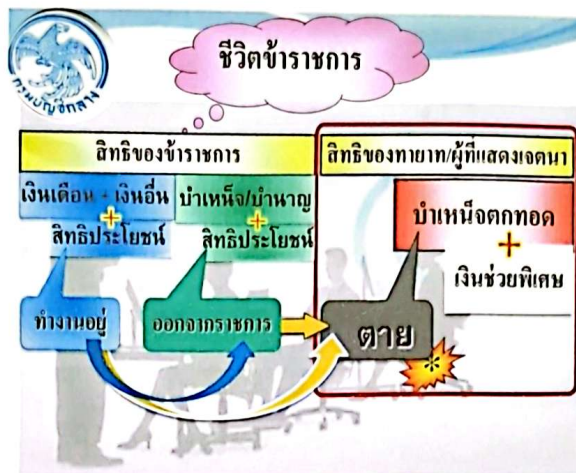 ชีวิตข้าราชการ
กรมบัญชีกลาง
สิทธิของข้าราชการ
สิทธิของทายาท/ผู้ที่แสดงเจตนา
เงินเดือน + เงินอื่น
+
สิทธิประโยชน์
บำเหน็จ/บำนาญ
+
สิทธิประโยชน์
บำเหน็จตกทอด
+
เงินช่วยพิเศษ
ทำงานอยู่
ออกจากราชการ
ตาย
*